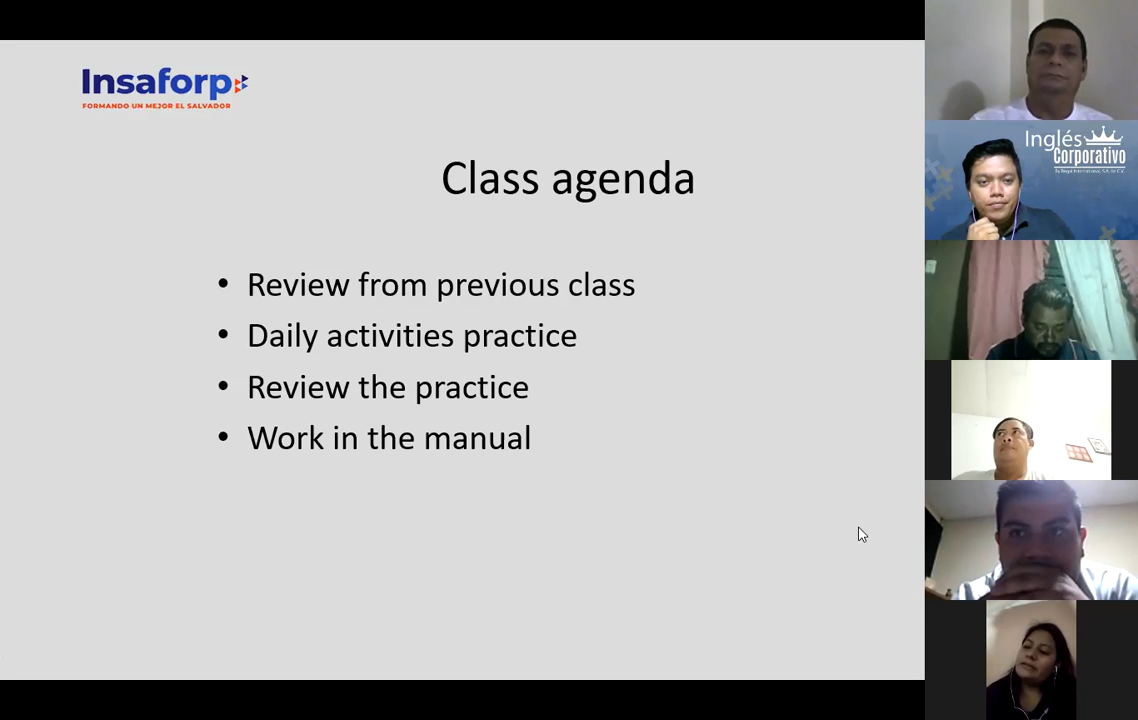 Insaforp
FORMANDO UN MEJOR EL SALVADOR
Class agenda
• Review from previous class
• Daily activities practice
• Review the practice
• Work in the manual
Inglés
Corporativo